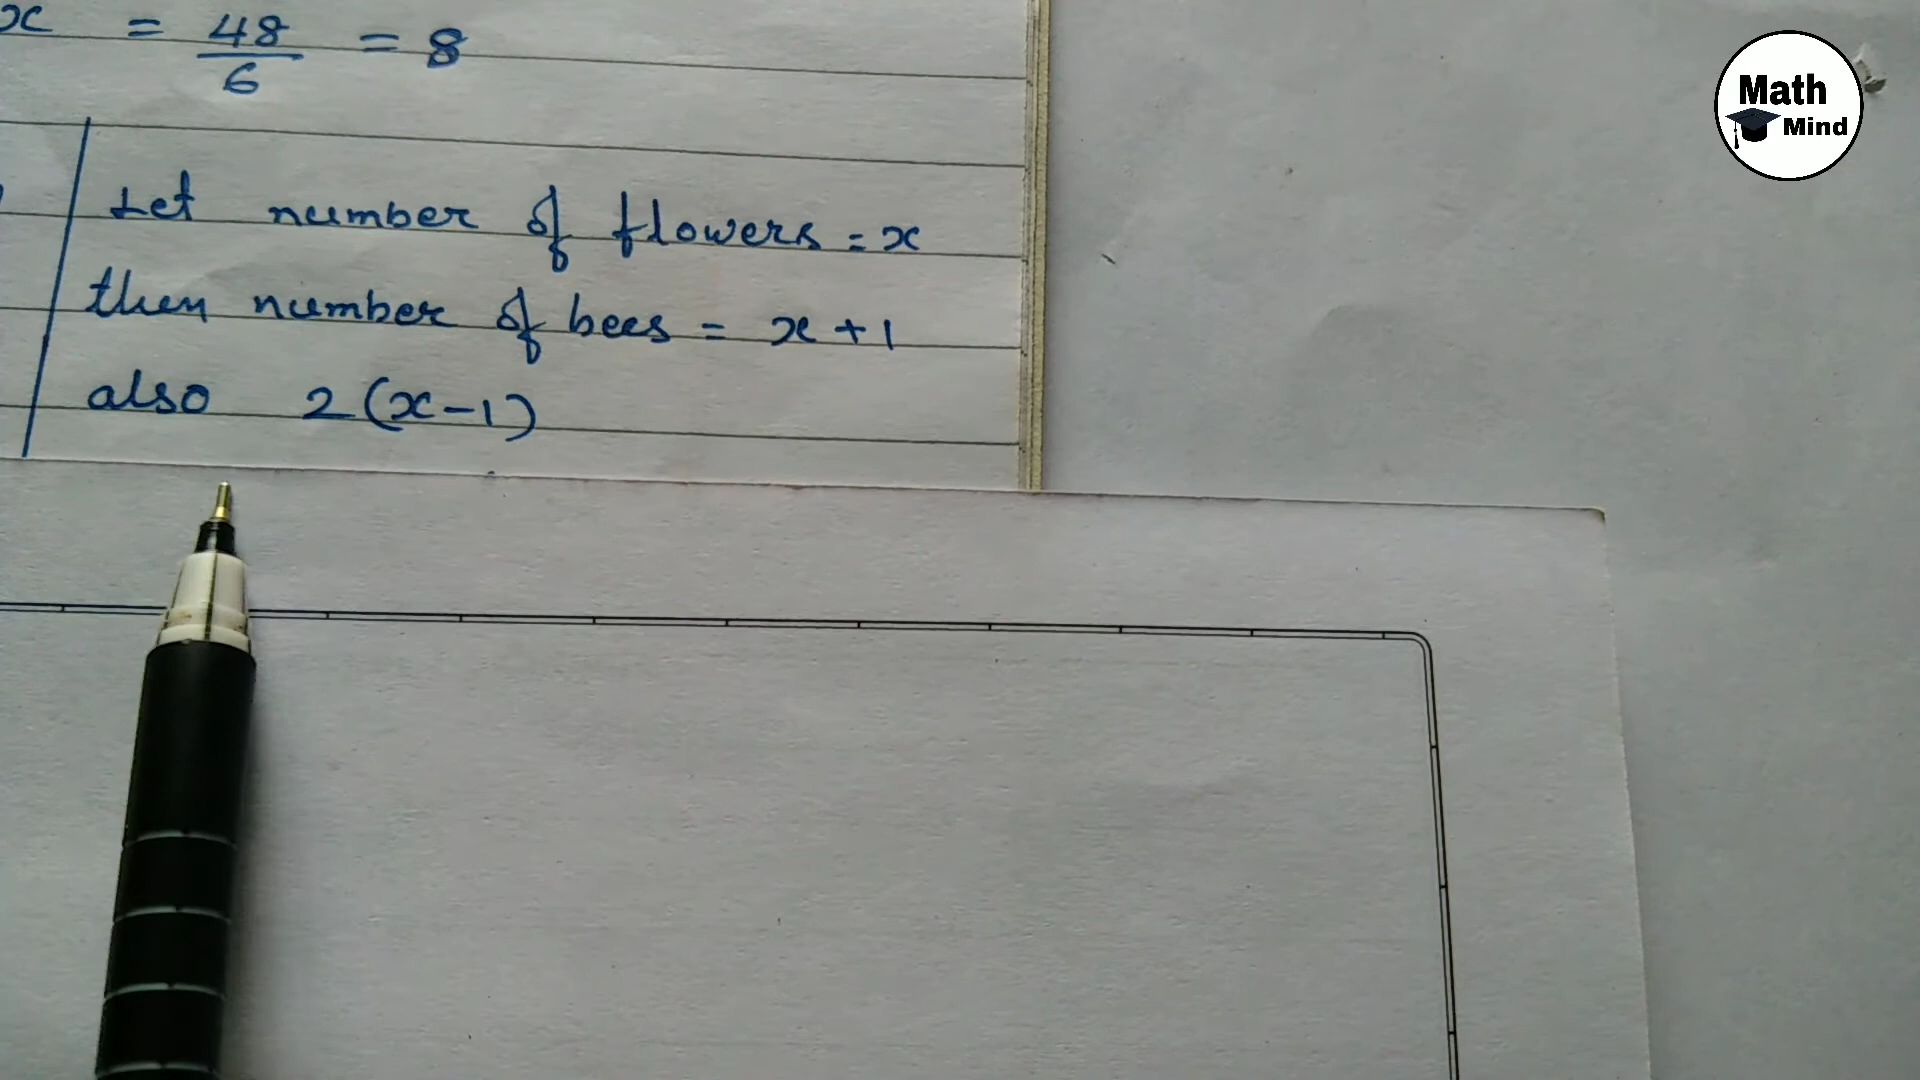 x = 48/6 = 8
Let number of flowers = x
then number of bees = x + 1
also 2(x-1)
Math
Mind